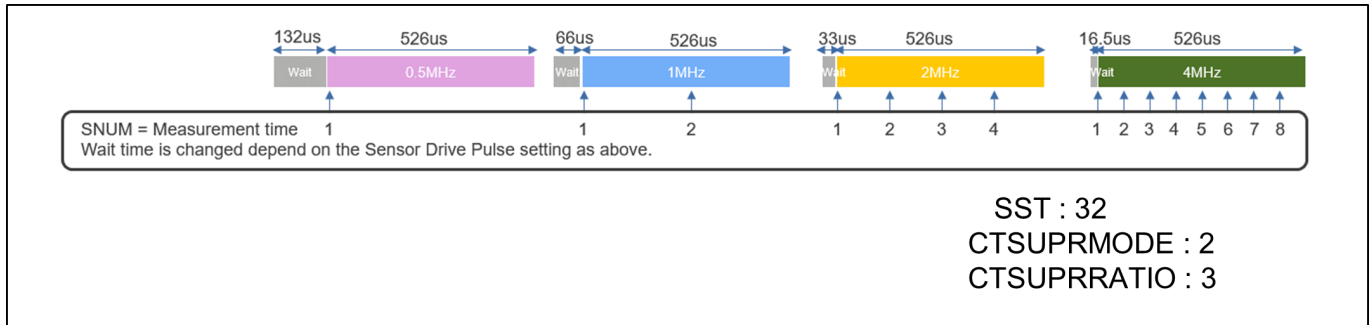 132us 526us 66us 526us 33us 526us 16.5us 526us
Wait 0.5MHz Wait 1MHz Wait 2MHz Wait 4MHz
SNUM = Measurement time 1 1 2 1 2 3 4 1 2 3 4 5 6 7 8
Wait time is changed depend on the Sensor Drive Pulse setting as above.
SST : 32
CTSUPRMODE : 2
CTSUPRRATIO : 3